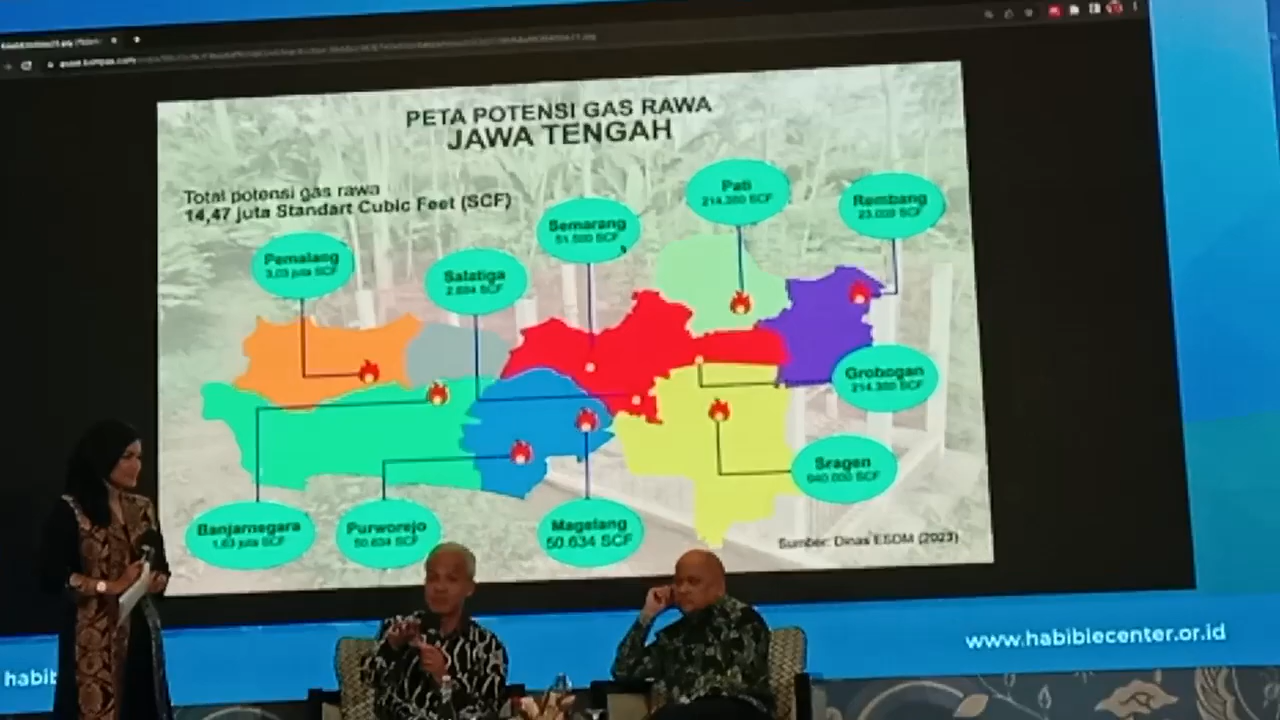 PETA POTENSI GAS RAWA
JAWA TENGAH
Total potensi gas rawa
14,47 juta Standart Cubic Feet (SCF)
Pati
214.300 SCF
Rembang
23.000 SCF
Semarang
51.500 SCF
Pemalang
3,03 juta SCF
Salatiga
SCF
Grobogan
214.300 SCF
Sragen
940.000 SCF
Banjarnegara
1,63 juta SCF
Purworejo
50.634 SCF
Magelang
50.634 SCF
Sumber: Dinas ESDM (2023)
www.habibiecenter.or.id
habib